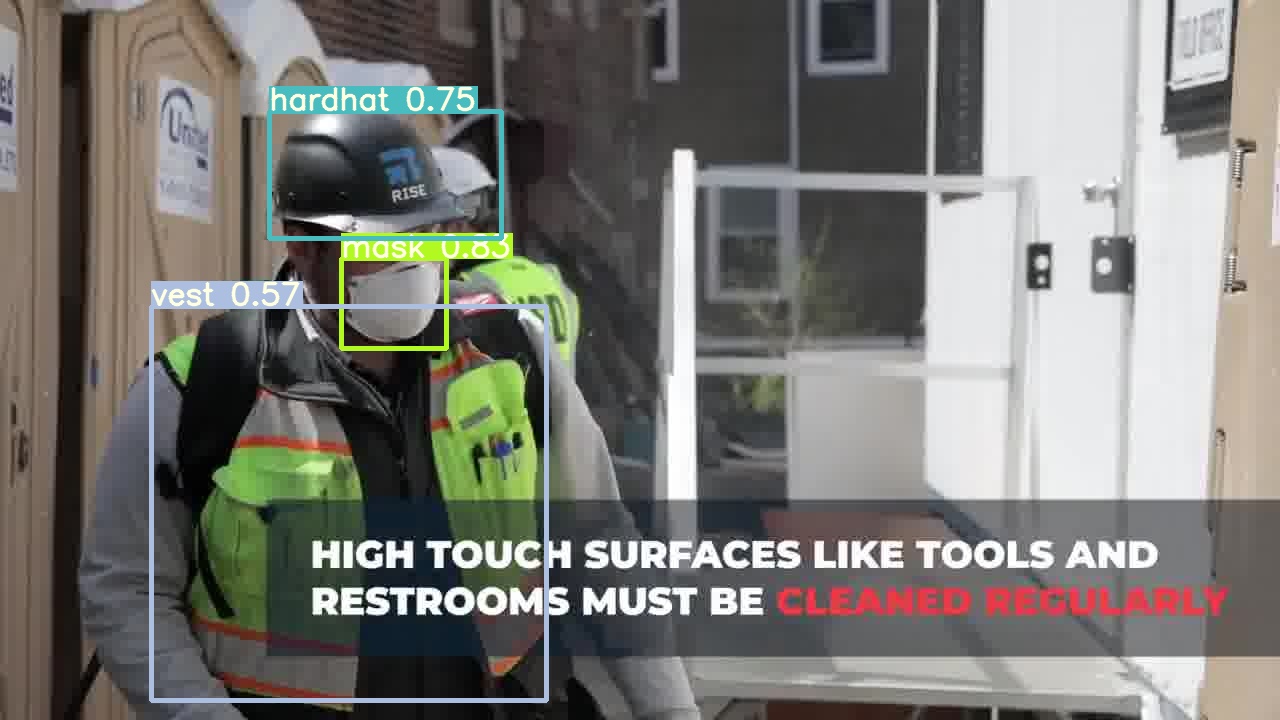 hardhat 0.75
RISE
United
mask 0.83
vest 0.57
HIGH TOUCH SURFACES LIKE TOOLS AND
RESTROOMS MUST BE CLEANED REGULARLY